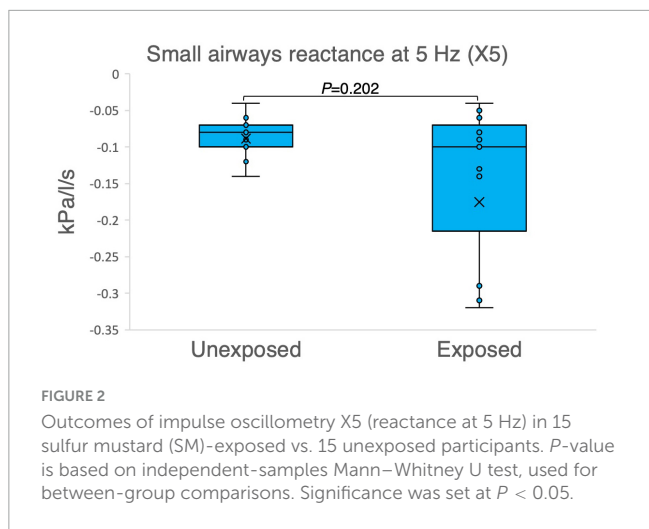 Small airways reactance at 5 Hz (X5)
0
P=0.202
-0.05
-0.1
-0.15
-0.2
-0.25
-0.3
-0.35
kPa/l/s
Unexposed Exposed
FIGURE 2
Outcomes of impulse oscillometry X5 (reactance at 5 Hz) in 15
sulfur mustard (SM)-exposed vs. 15 unexposed participants. P-value
is based on independent-samples Mann–Whitney U test, used for
between-group comparisons. Significance was set at P < 0.05.